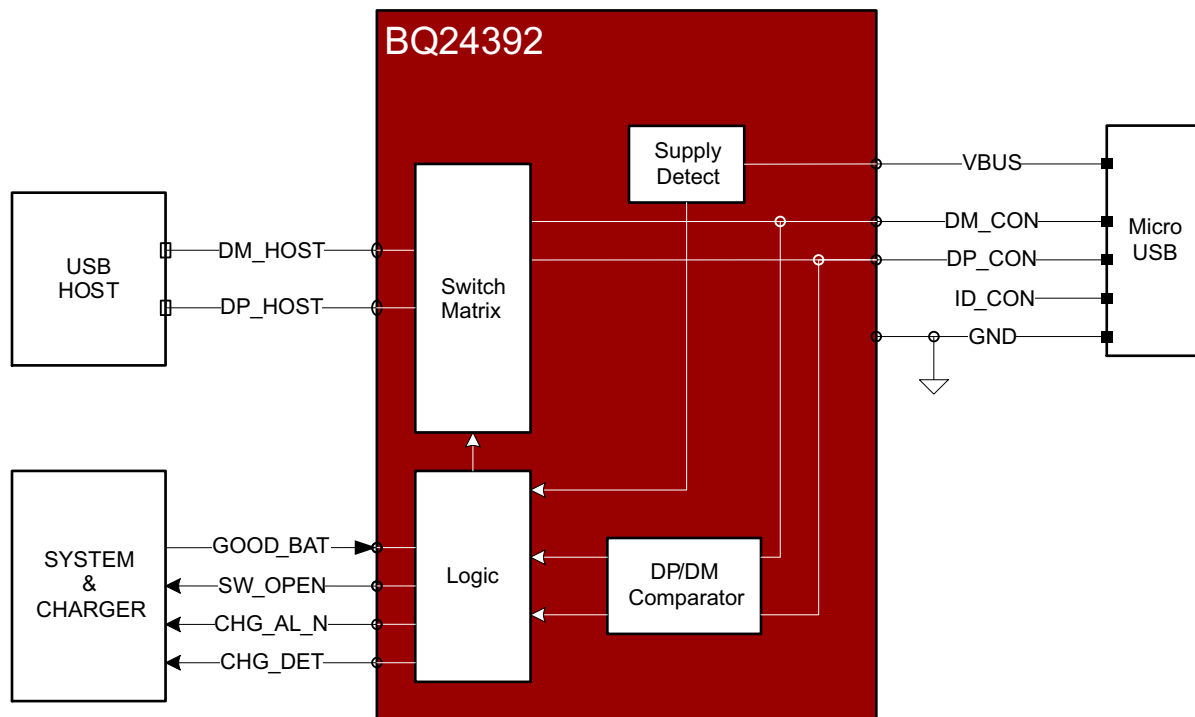 BQ24392
Supply
Detect
VBUS
DM_CON
DP_CON
ID_CON
GND
Micro
USB
USB
HOST
DM_HOST
DP_HOST
Switch
Matrix
SYSTEM
&
CHARGER
GOOD_BAT
SW_OPEN
CHG_AL_N
CHG_DET
Logic
DP/DM
Comparator